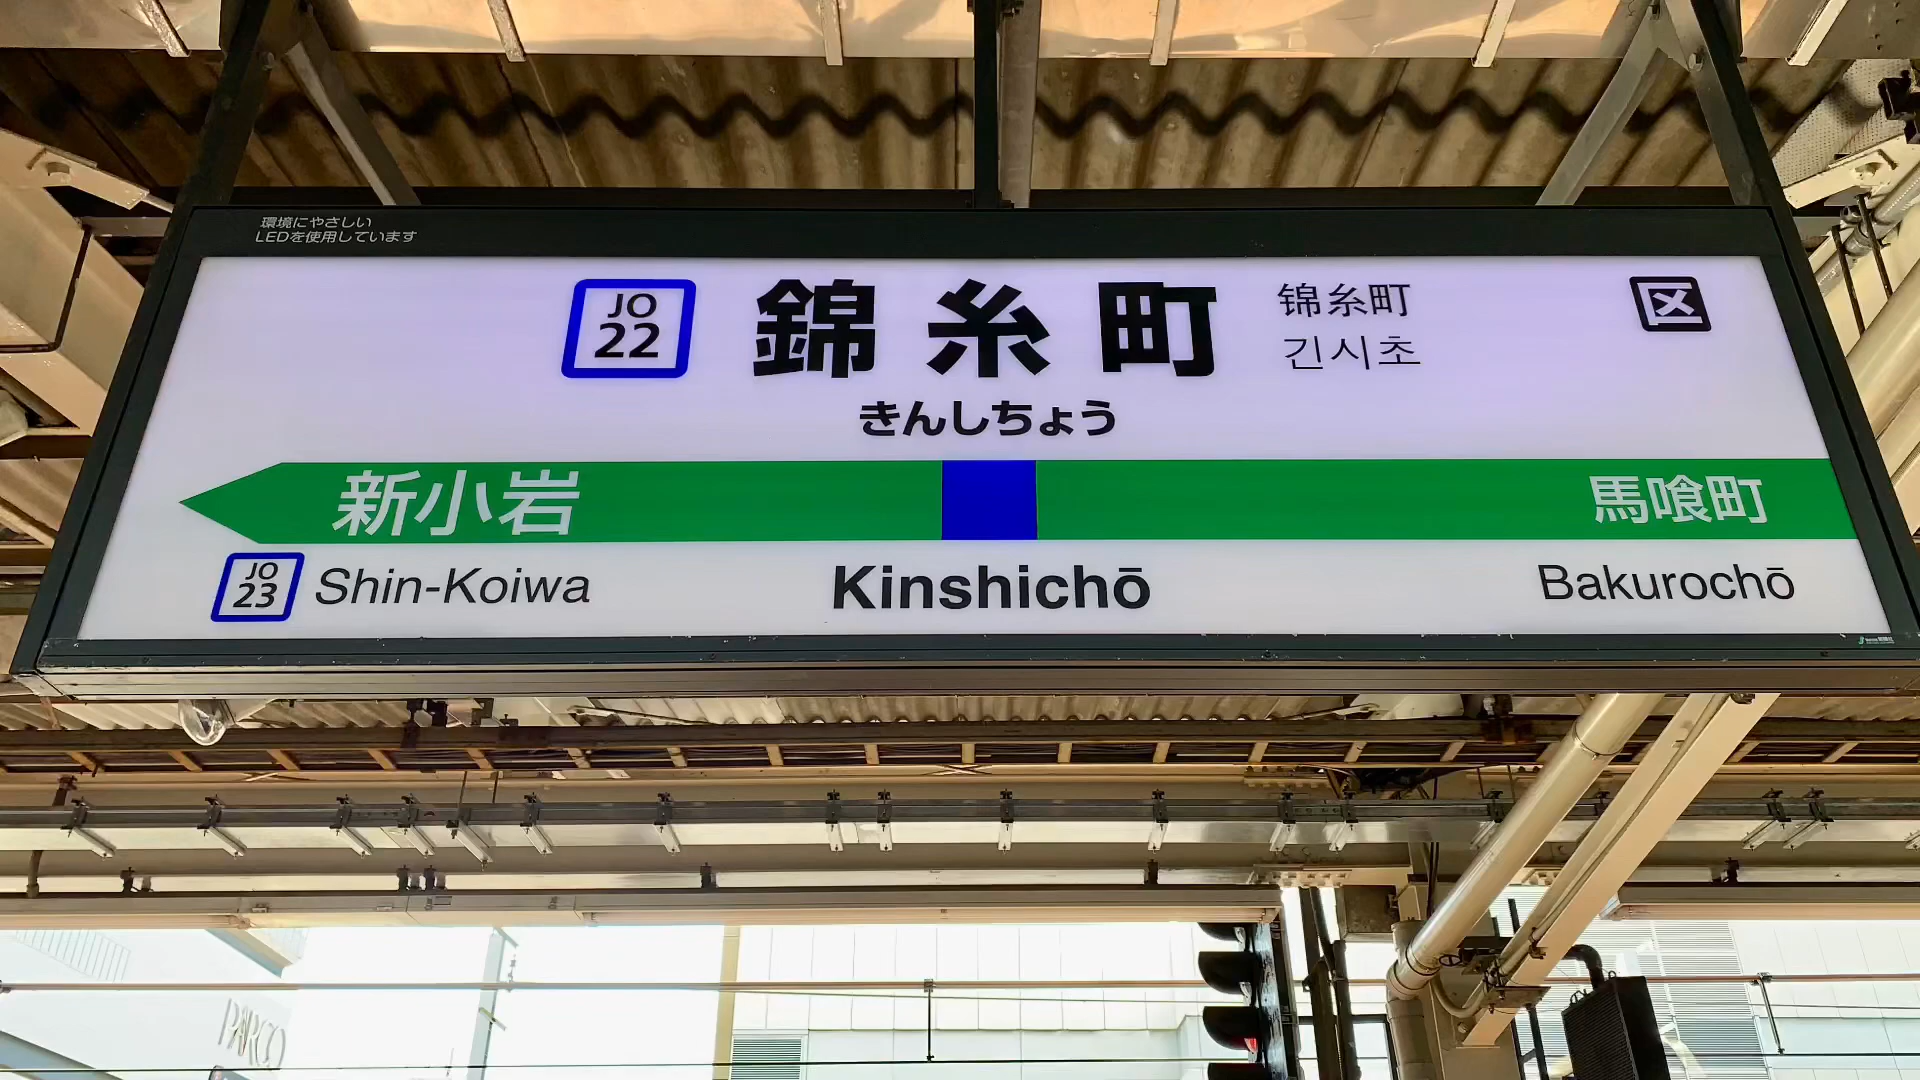 環境にやさしい
LEDを使用しています
JO
22
錦糸町
锦糸町
긴시초
区
きんしちょう
新小岩
馬喰町
JO
23
Shin-Koiwa
Kinshichō
Bakurochō
PARCO